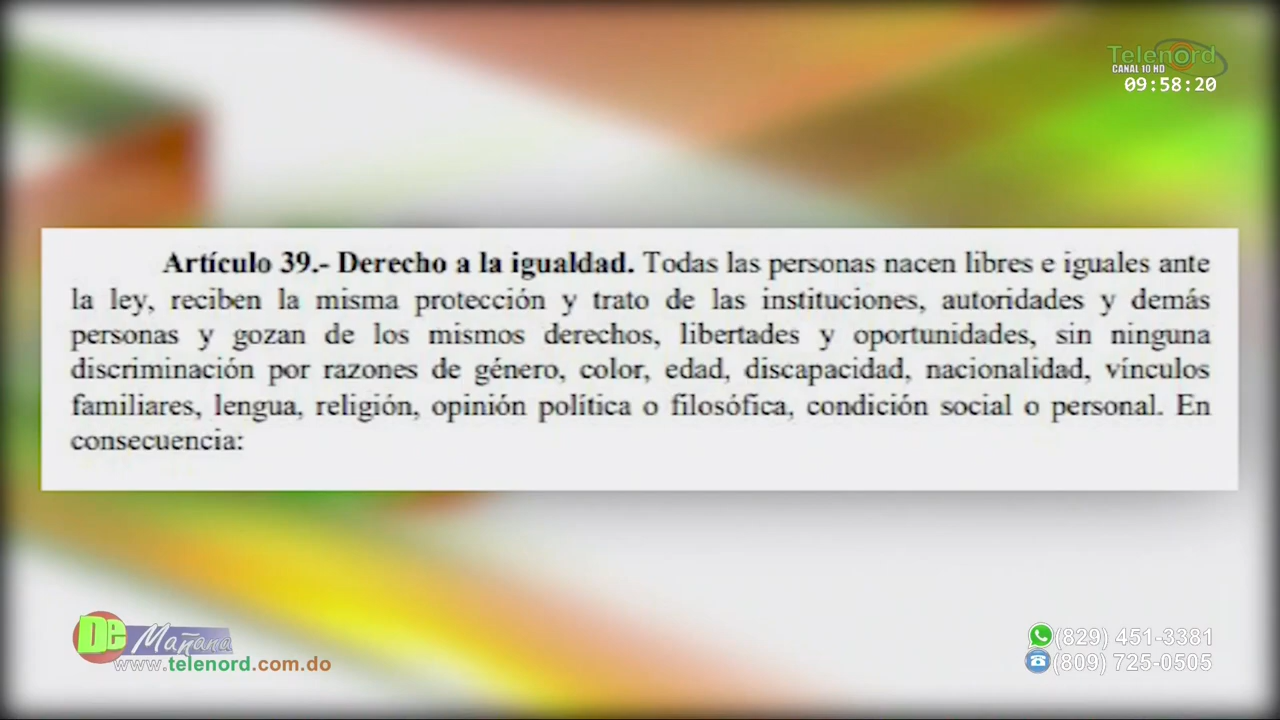 Telenord
CANAL 10 HD
09:58:20
Artículo 39.- Derecho a la igualdad. Todas las personas nacen libres e iguales ante
la ley, reciben la misma protección y trato de las instituciones, autoridades y demás
personas y gozan de los mismos derechos, libertades y oportunidades, sin ninguna
discriminación por razones de género, color, edad, discapacidad, nacionalidad, vínculos
familiares, lengua, religión, opinión política o filosófica, condición social o personal. En
consecuencia:
De Mañana
www.telenord.com.do
(829) 451-3381
(809) 725-0505